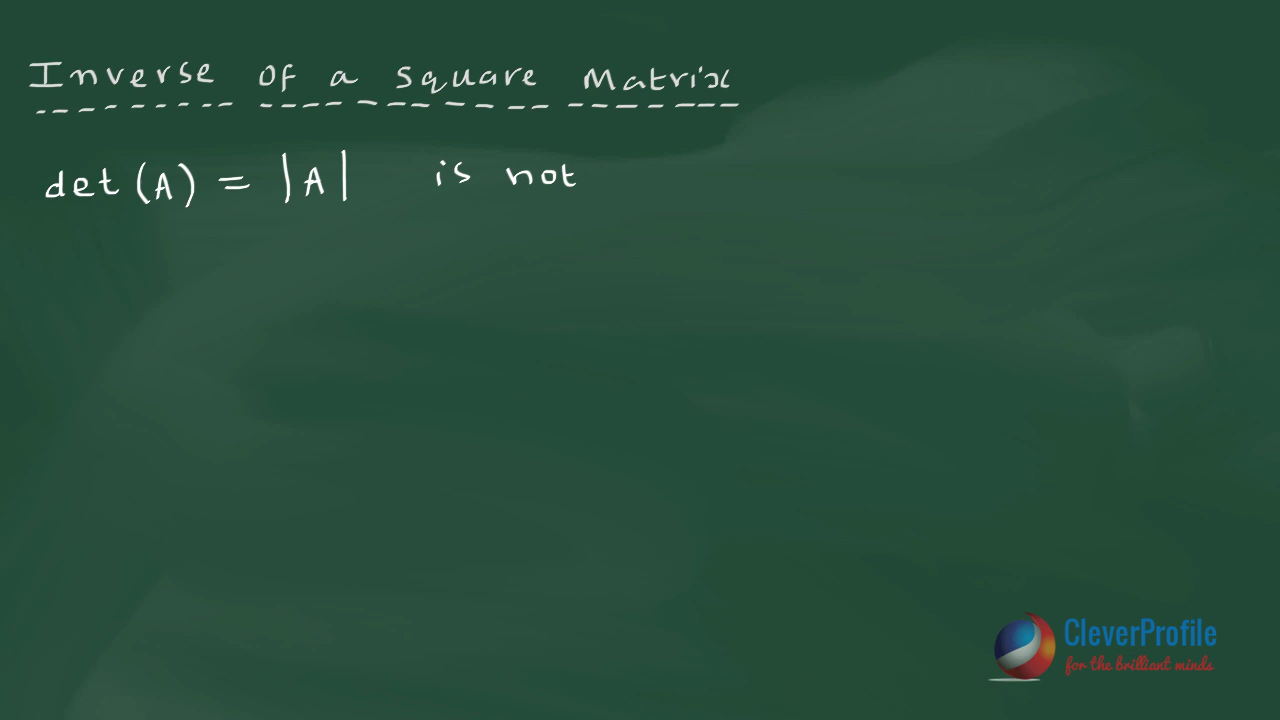 Inverse of a square Matrix
det (A) = |A| is not
CleverProfile
for the brilliant minds